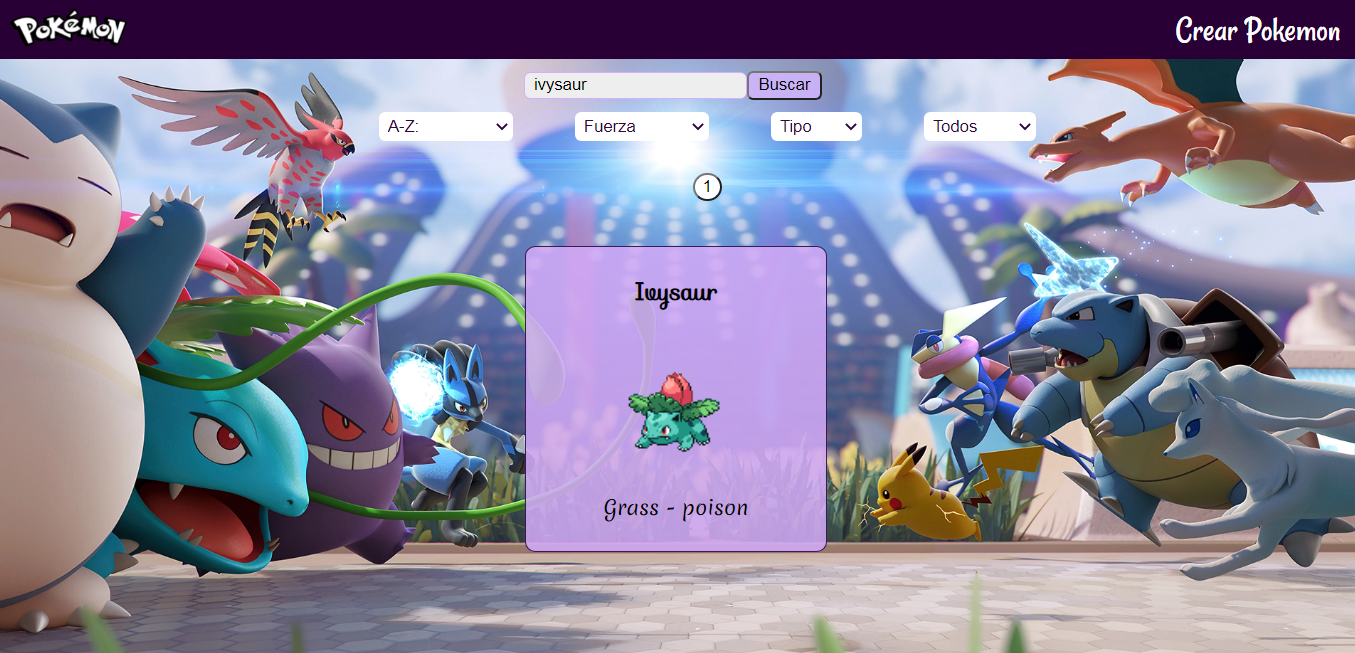 POKéMON
Crear Pokemon
ivysaur
Buscar
A-Z:
Fuerza
Tipo
Todos
1
Ivysaur
Grass - poison